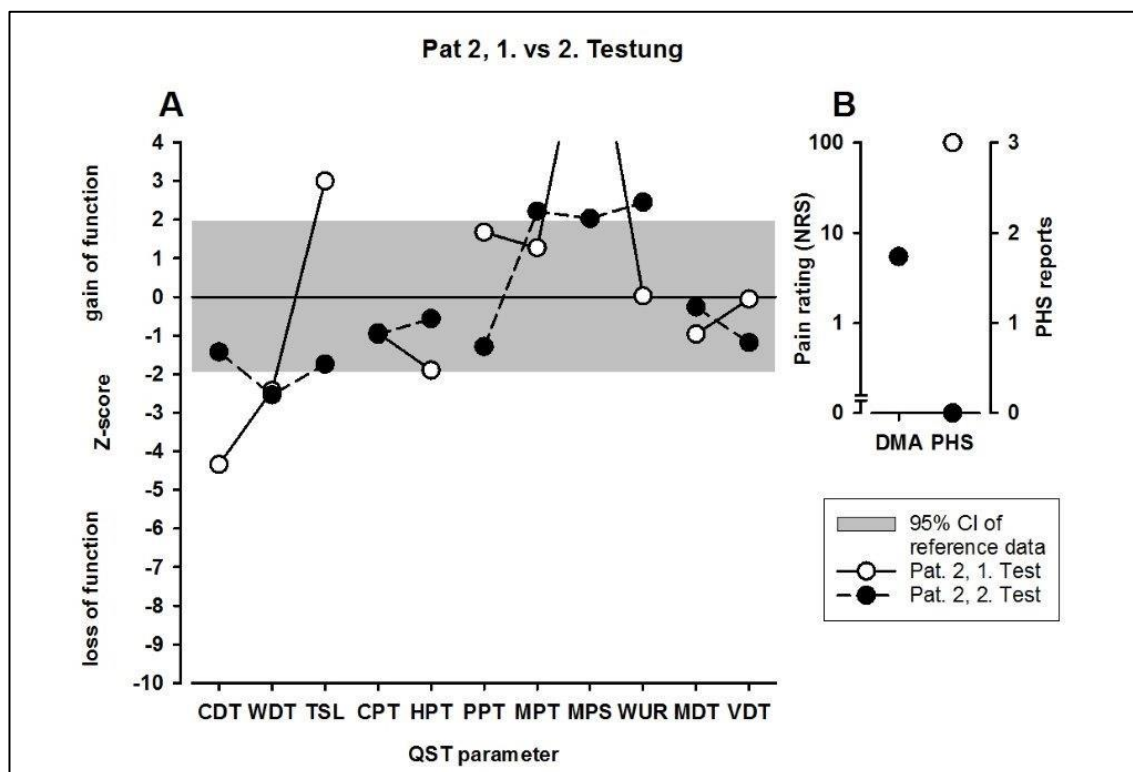 Pat 2, 1. vs 2. Testung
A
gain of function
Z-score
loss of function
4
3
2
1
0
-1
-2
-3
-4
-5
-6
-7
-8
-9
-10
CDT WDT TSL CPT HPT PPT MPT MPS WUR MDT VDT
QST parameter
B
Pain rating (NRS)
100
10
1
0
3
2
1
0
PHS reports
DMA PHS
95% CI of
reference data
Pat. 2, 1. Test
Pat. 2, 2. Test